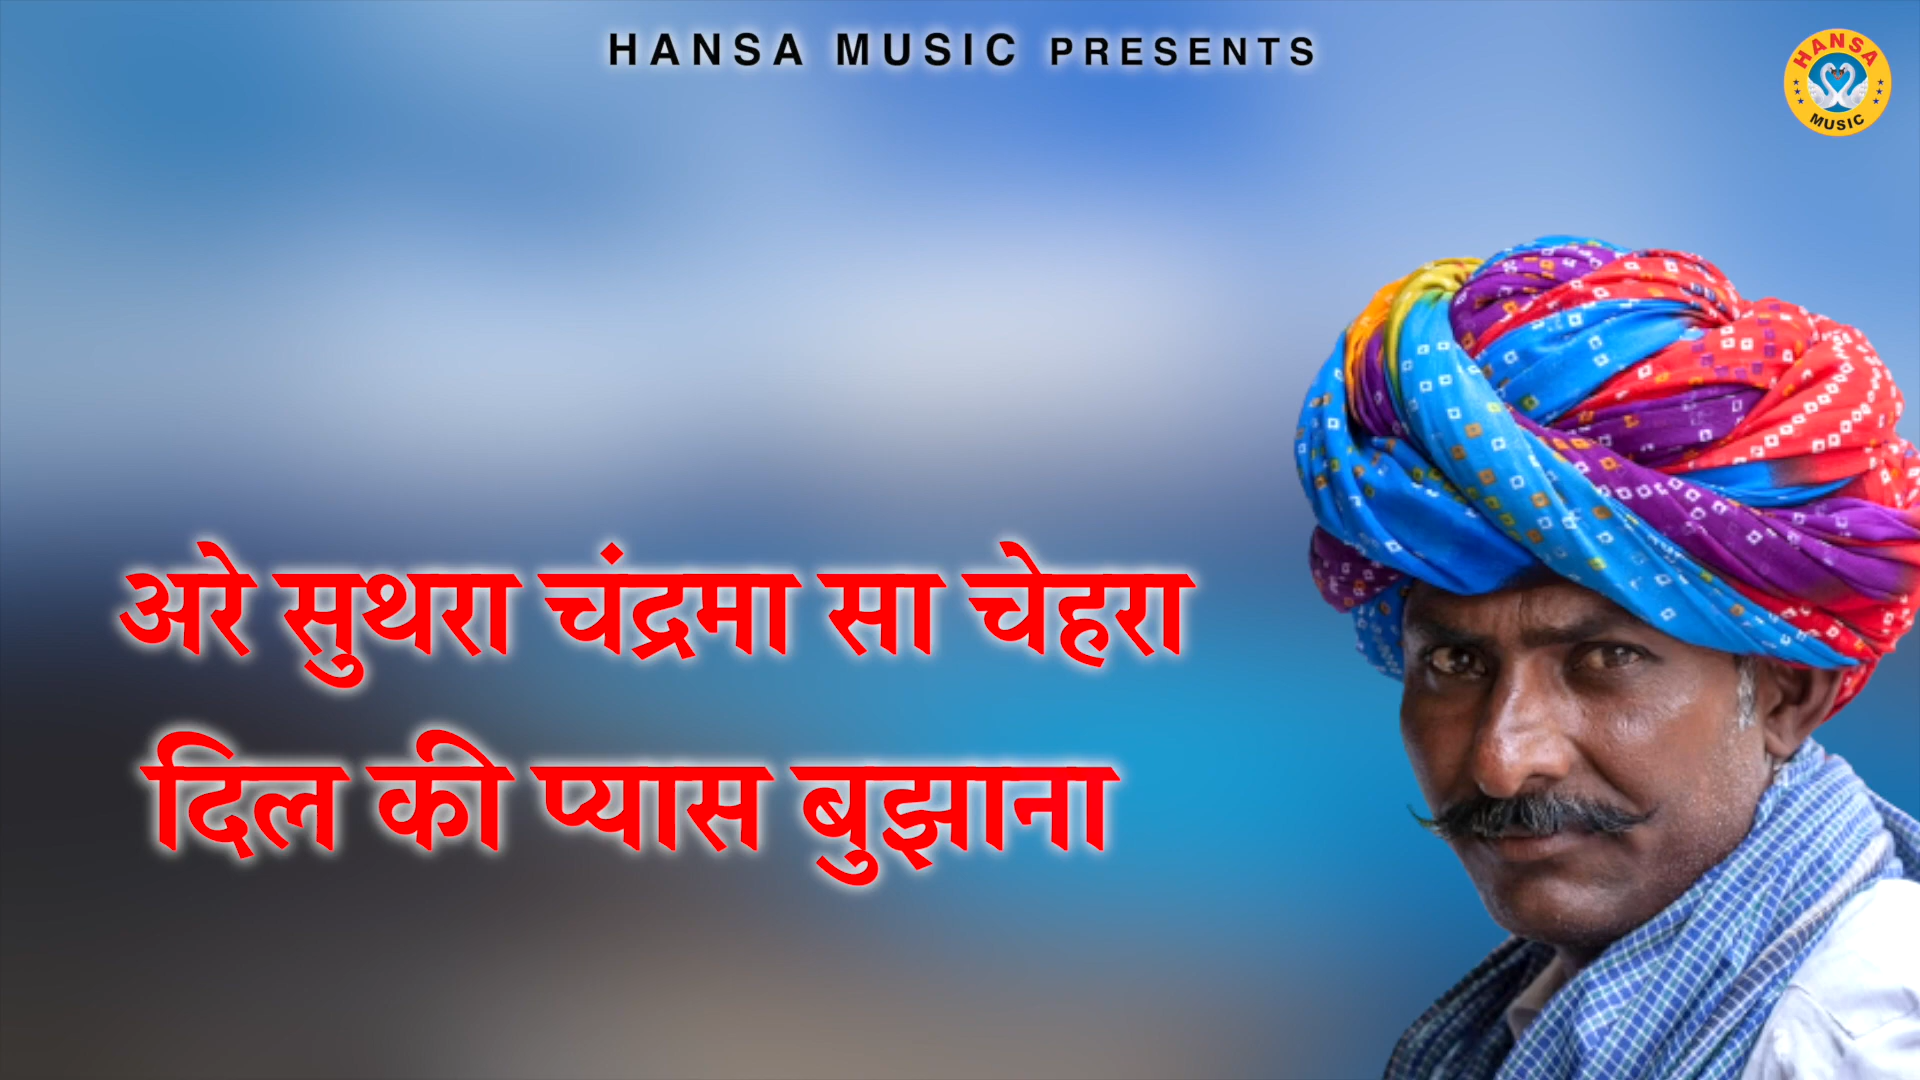 HANSA MUSIC PRESENTS
HANSA
MUSIC
अरे सुथरा चंद्रमा सा चेहरा
दिल की प्यास बुझाना